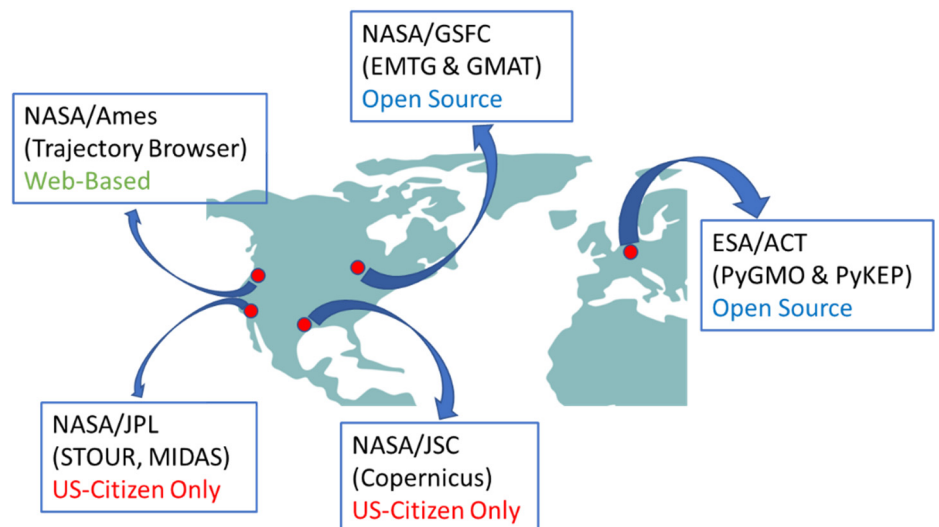 NASA/GSFC
(EMTG & GMAT)
Open Source
NASA/Ames
(Trajectory Browser)
Web-Based
ESA/ACT
(PyGMO & PyKEP)
Open Source
NASA/JPL
(STOUR, MIDAS)
US-Citizen Only
NASA/JSC
(Copernicus)
US-Citizen Only